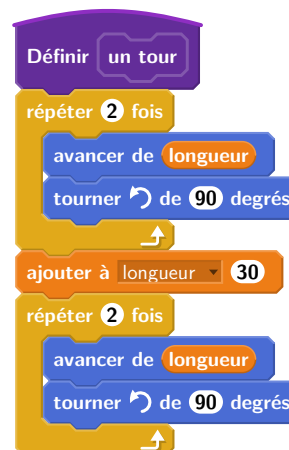 Définir un tour
répéter 2 fois
avancer de longueur
tourner de 90 degrés
ajouter à longueur 30
répéter 2 fois
avancer de longueur
tourner de 90 degrés